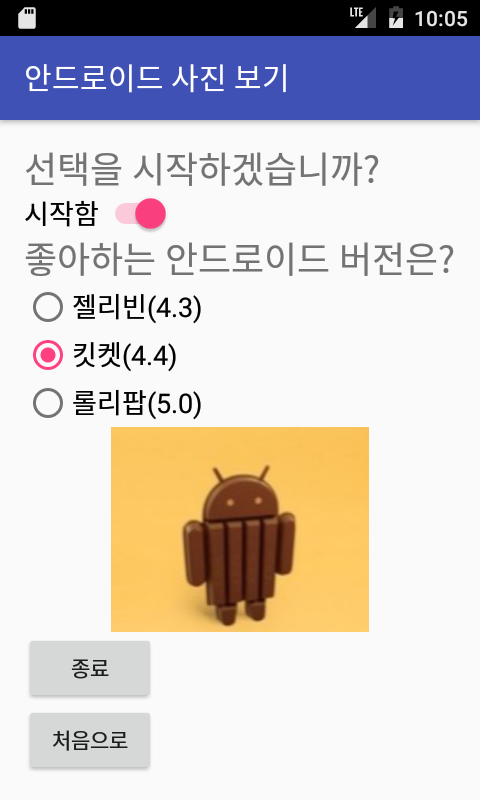 LTE 10:05
안드로이드 사진 보기
선택을 시작하겠습니까?
시작함
좋아하는 안드로이드 버전은?
젤리빈(4.3)
킷켓(4.4)
롤리팝(5.0)
종료
처음으로